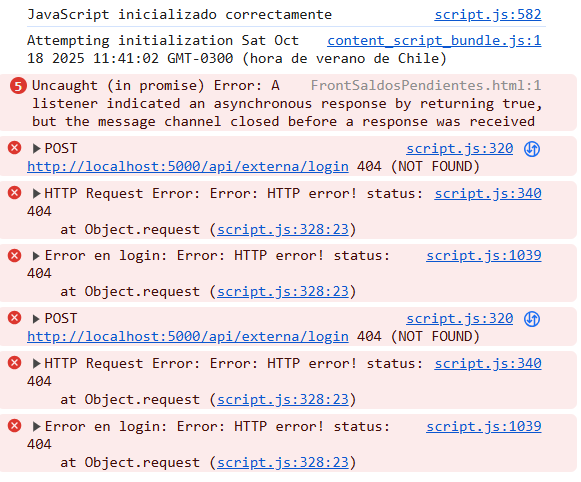 JavaScript inicializado correctamente script.js:582
Attempting initialization Sat Oct content_script_bundle.js:1
18 2025 11:41:02 GMT-0300 (hora de verano de Chile)
5 Uncaught (in promise) Error: A FrontSaldosPendientes.html:1
listener indicated an asynchronous response by returning true,
but the message channel closed before a response was received
POST script.js:320
http://localhost:5000/api/externa/login 404 (NOT FOUND)
HTTP Request Error: Error: HTTP error! status: script.js:340
404
at Object.request (script.js:328:23)
Error en login: Error: HTTP error! status: script.js:1039
404
at Object.request (script.js:328:23)
POST script.js:320
http://localhost:5000/api/externa/login 404 (NOT FOUND)
HTTP Request Error: Error: HTTP error! status: script.js:340
404
at Object.request (script.js:328:23)
Error en login: Error: HTTP error! status: script.js:1039
404
at Object.request (script.js:328:23)